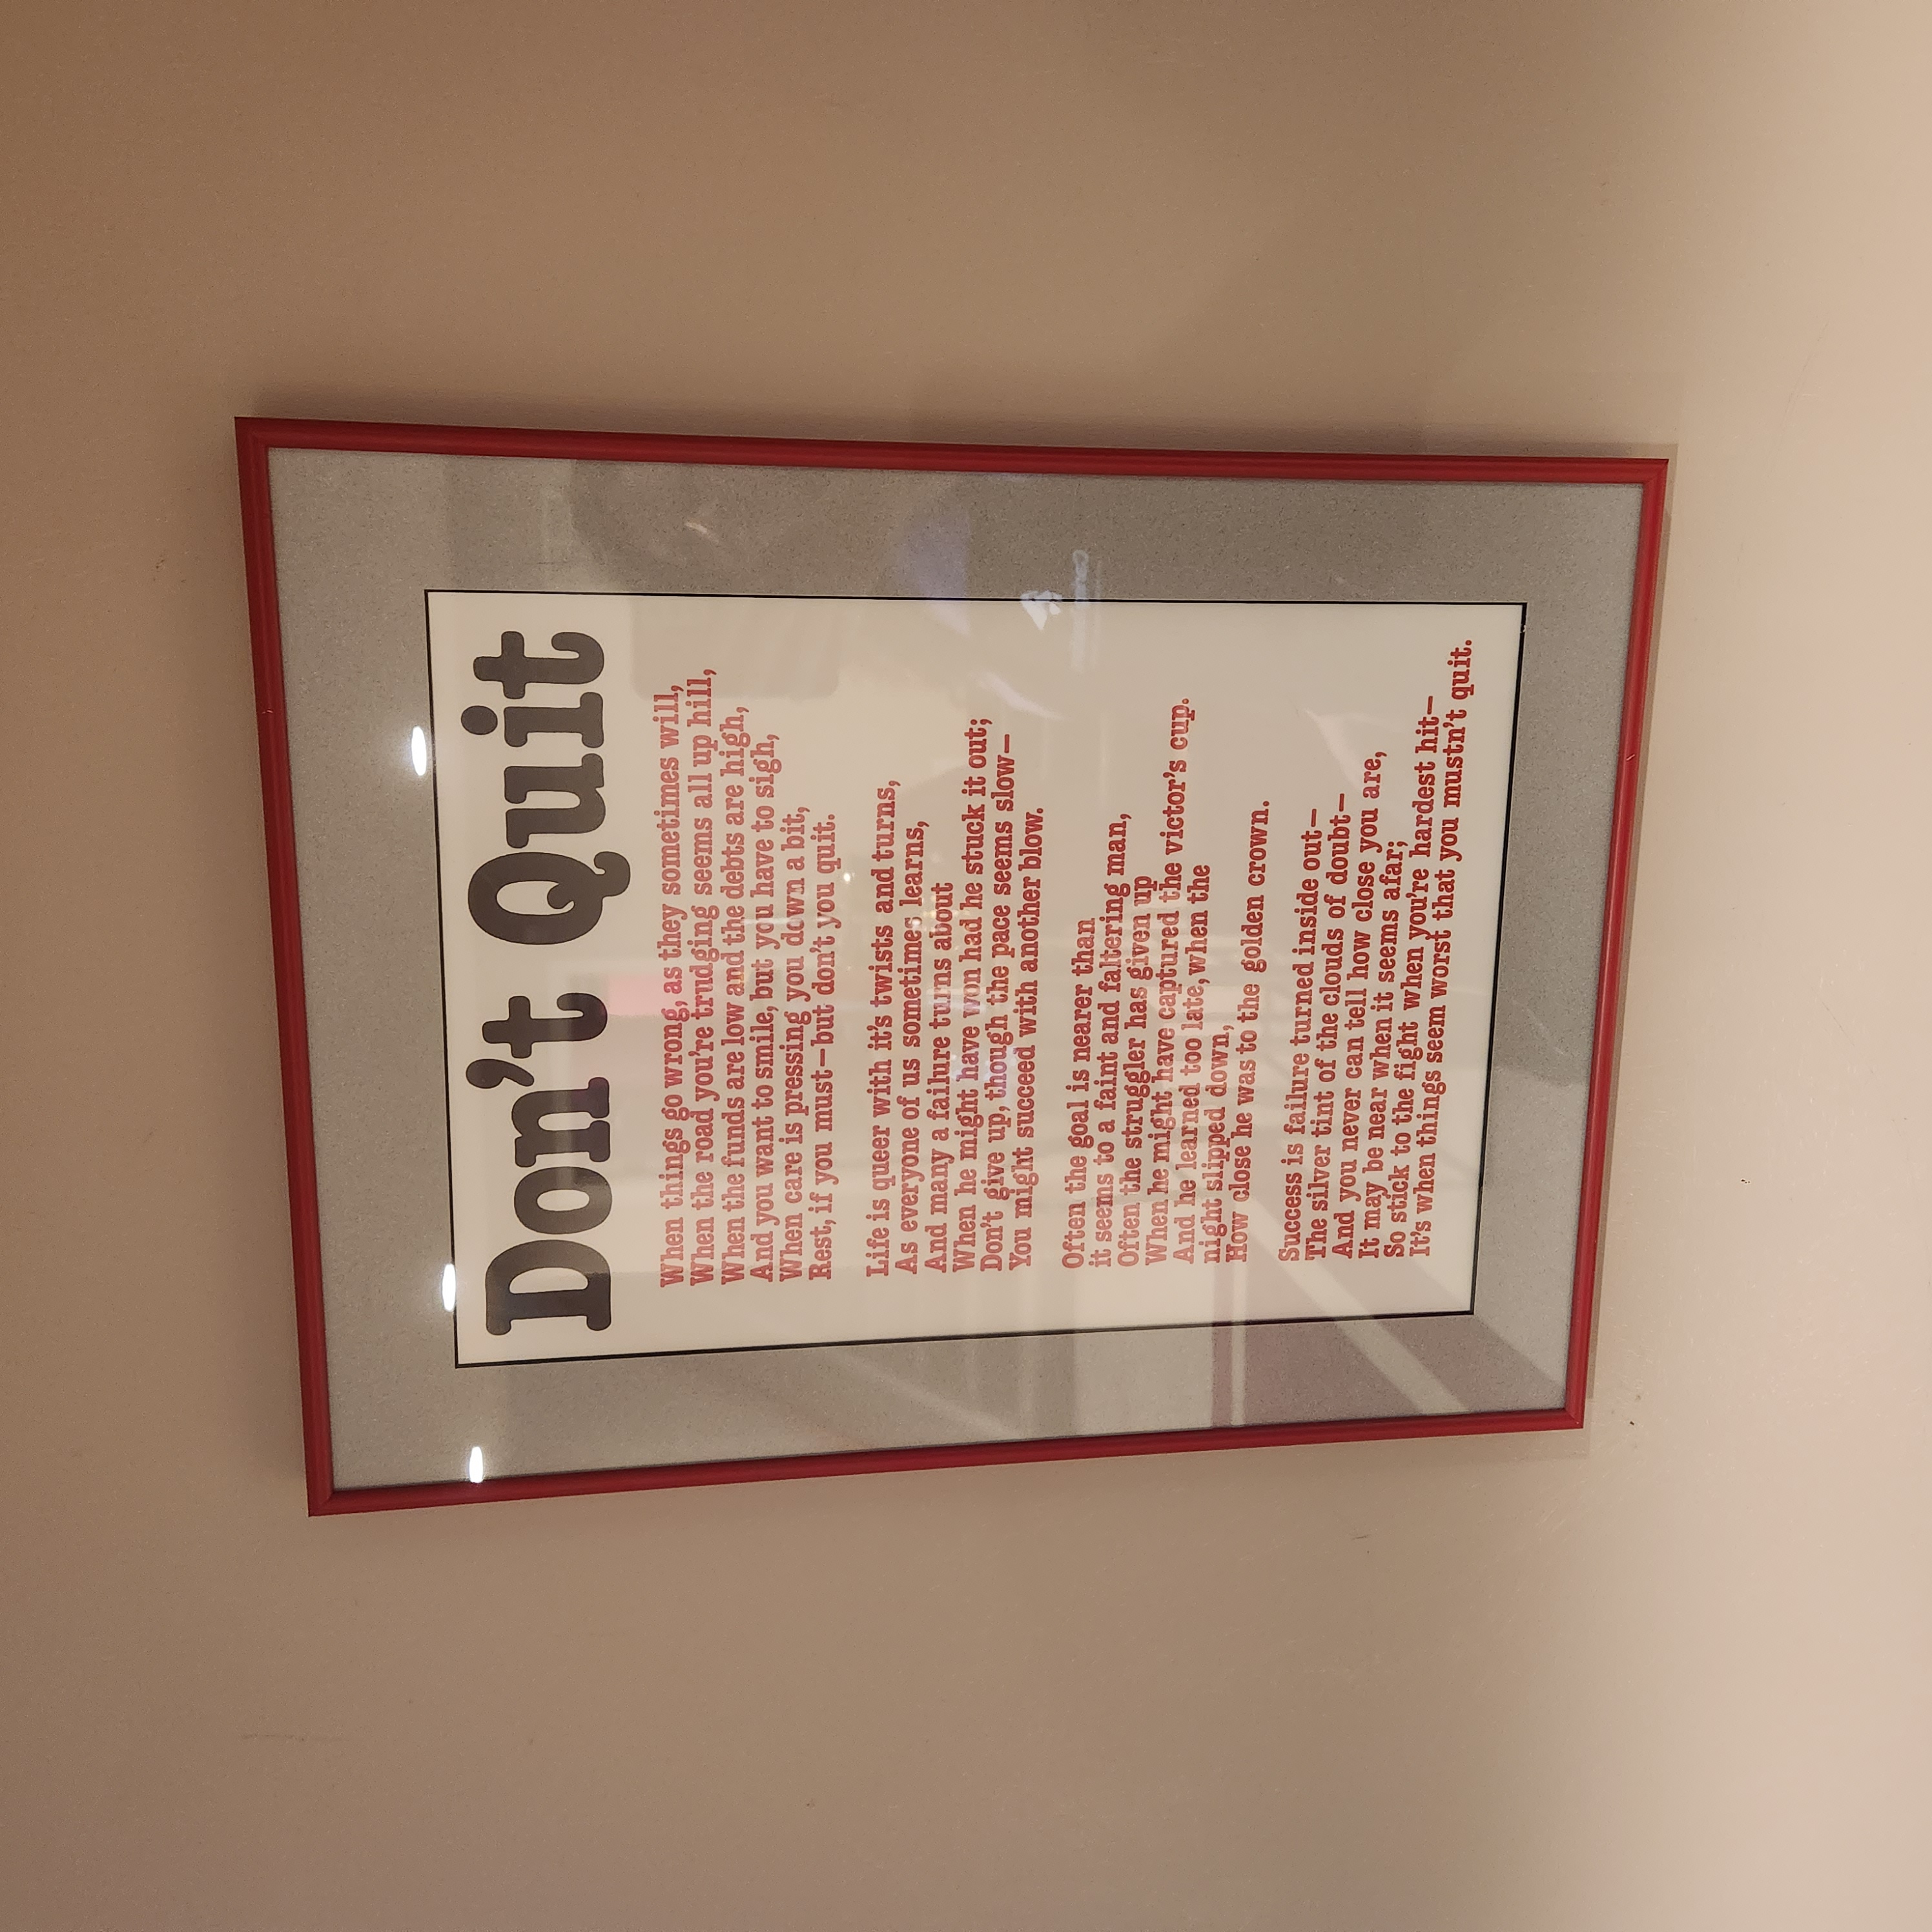 Don't Quit
When things go wrong, as they sometimes will,
When the road you're trudging seems all up hill,
When the funds are low and the debts are high,
And you want to smile, but you have to sigh,
When care is pressing you down a bit,
Rest, if you must—but don't you quit.
Life is queer with it's twists and turns,
As everyone of us sometimes learns,
And many a failure turns about
When he might have won had he stuck it out;
Don't give up, though the pace seems slow—
You might succeed with another blow.
Often the goal is nearer than
it seems to a faint and faltering man,
Often the struggler has given up
When he might have captured the victor's cup.
And he learned too late, when the
night slipped down,
How close he was to the golden crown.
Success is failure turned inside out—
The silver tint of the clouds of doubt—
And you never can tell how close you are,
It may be near when it seems afar;
So stick to the fight when you're hardest hit—
It's when things seem worst that you mustn't quit.